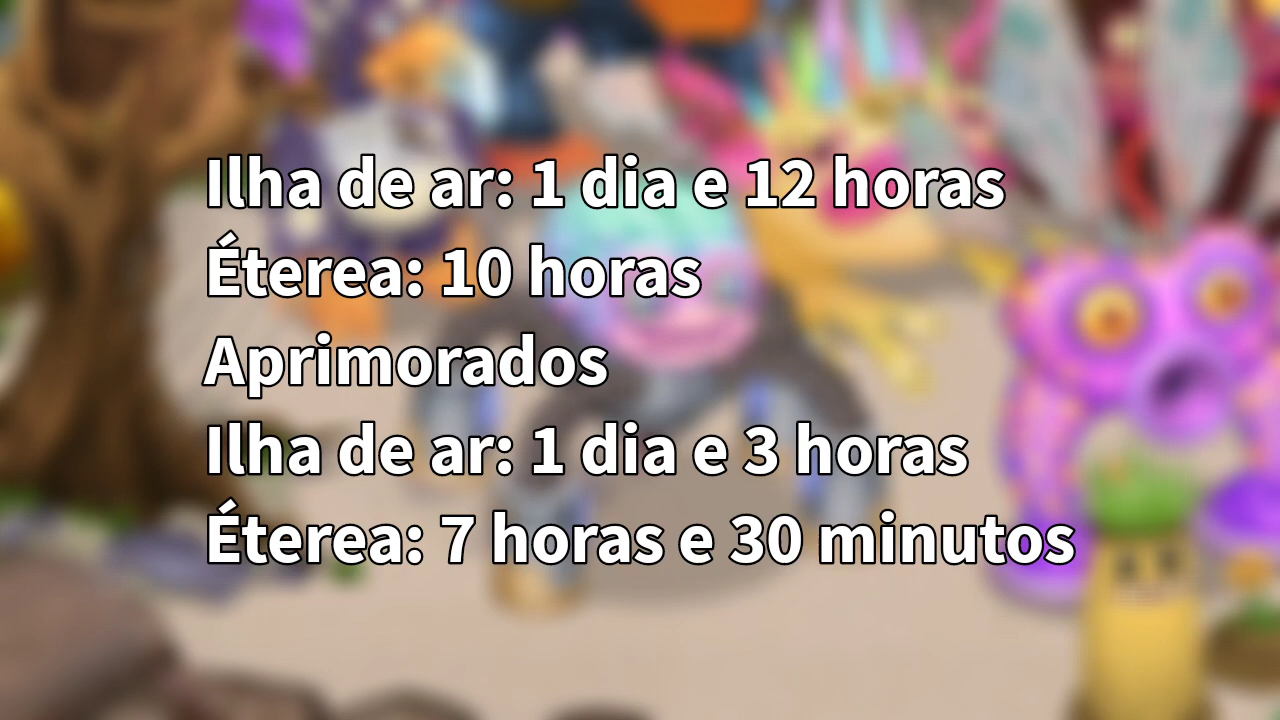 Ilha de ar: 1 dia e 12 horas
Éterea: 10 horas
Aprimorados
Ilha de ar: 1 dia e 3 horas
Éterea: 7 horas e 30 minutos